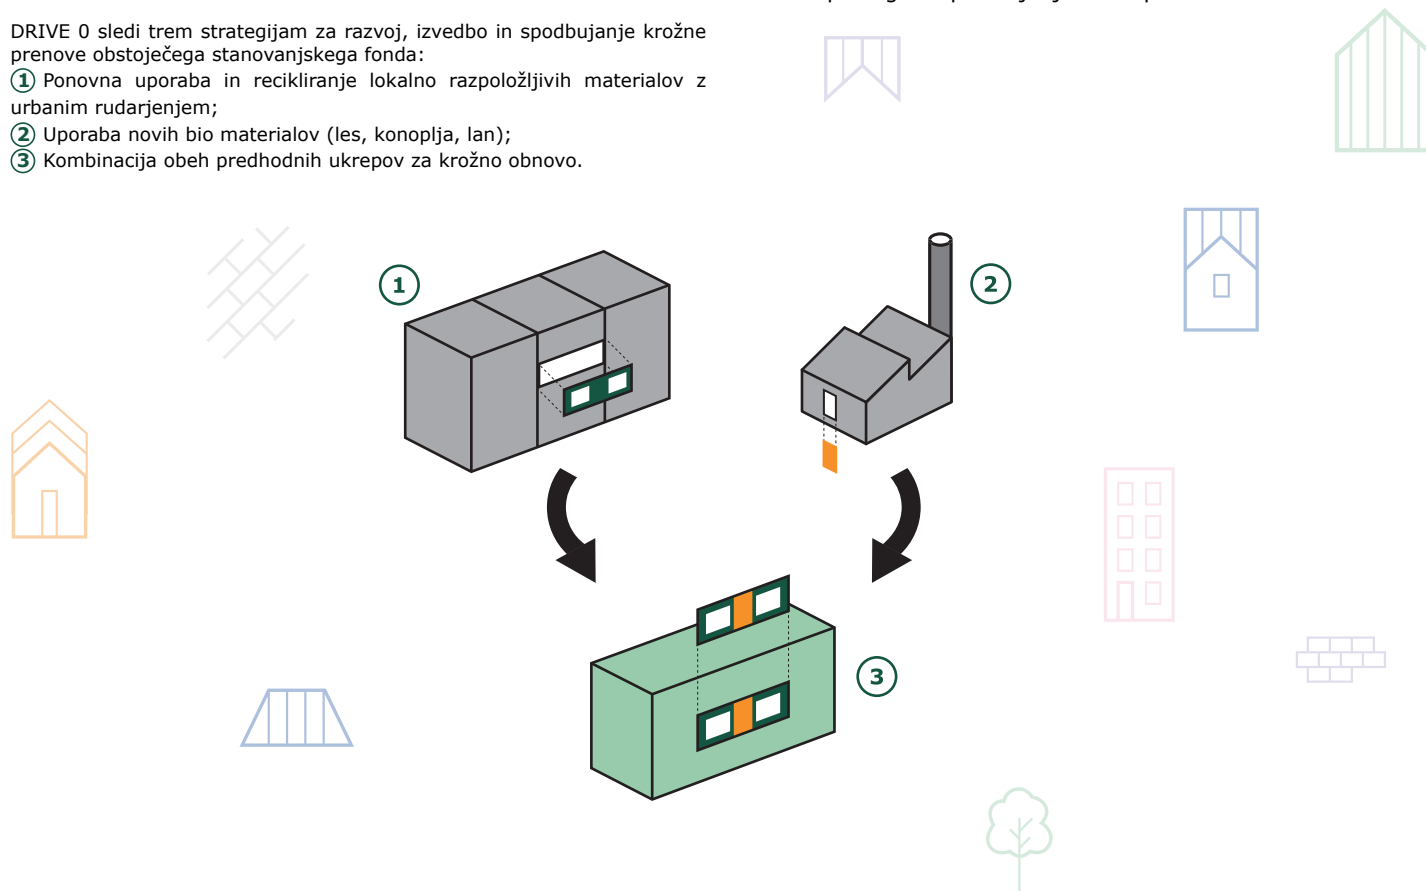 DRIVE 0 sledi trem strategijam za razvoj, izvedbo in spodbujanje krožne
prenove obstoječega stanovanjskega fonda:
1 Ponovna uporaba in recikliranje lokalno razpoložljivih materialov z
urbanim rudarjenjem;
2 Uporaba novih bio materialov (les, konoplja, lan);
3 Kombinacija obeh predhodnih ukrepov za krožno obnovo.
1
2
3